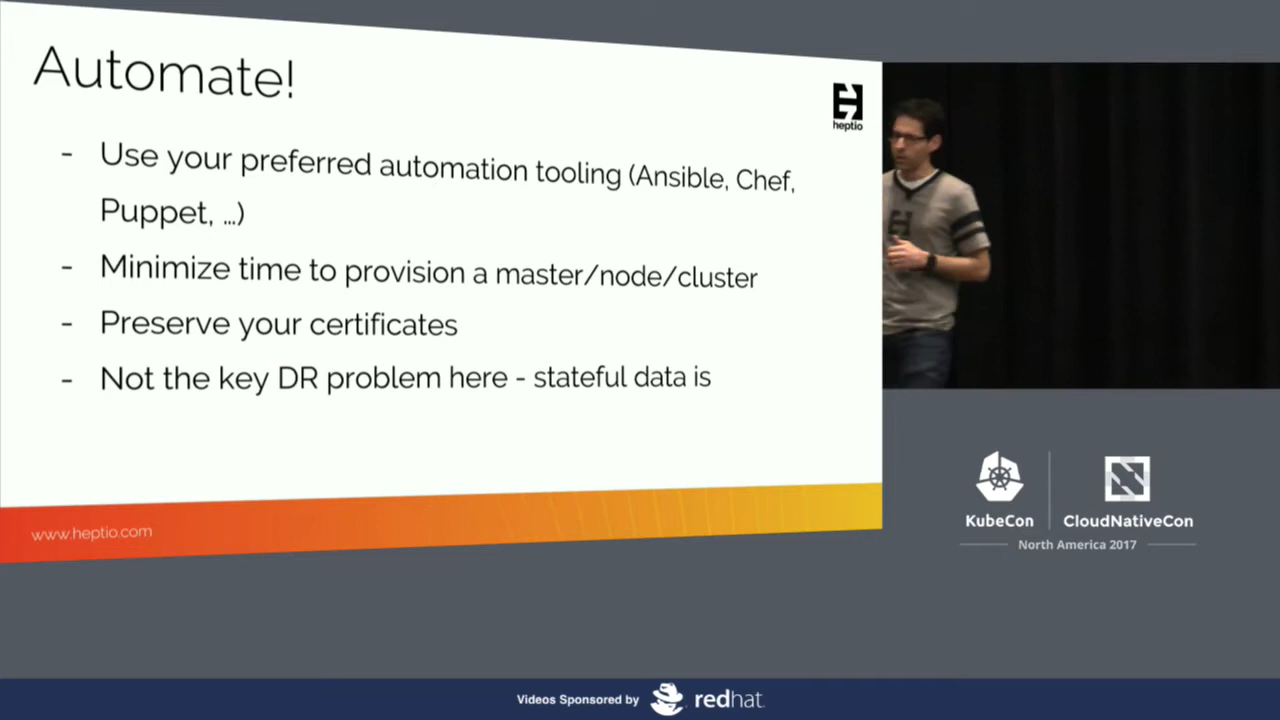 Automate!
heptio
- Use your preferred automation tooling (Ansible, Chef,
Puppet, …)
- Minimize time to provision a master/node/cluster
- Preserve your certificates
- Not the key DR problem here - stateful data is
www.heptio.com
KubeCon
CloudNativeCon
North America 2017
Videos Sponsored by
redhat.